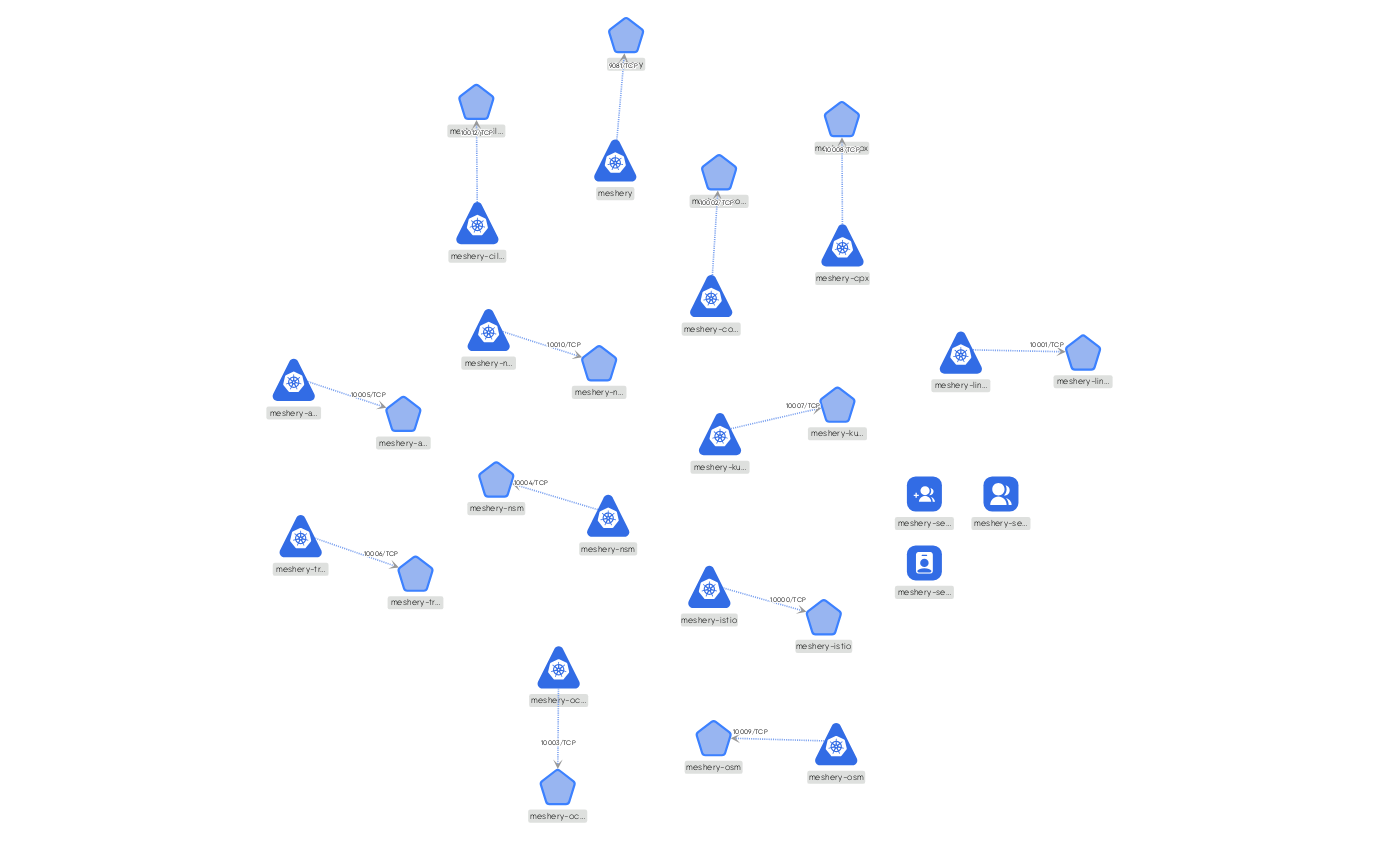 9081/TCP
10012/TCP
meshery
10008/TCP
10002/TCP
meshery-cil...
meshery-cpx
meshery-co...
10010/TCP
meshery-n...
meshery-n...
10001/TCP
meshery-lin...
meshery-lin...
10005/TCP
meshery-a...
meshery-a...
10007/TCP
meshery-ku...
meshery-ku...
10004/TCP
meshery-nsm
meshery-nsm
meshery-se...
meshery-se...
10006/TCP
meshery-tr...
meshery-tr...
meshery-se...
10000/TCP
meshery-istio
meshery-istio
meshery-oc...
10003/TCP
meshery-oc...
10009/TCP
meshery-osm
meshery-osm